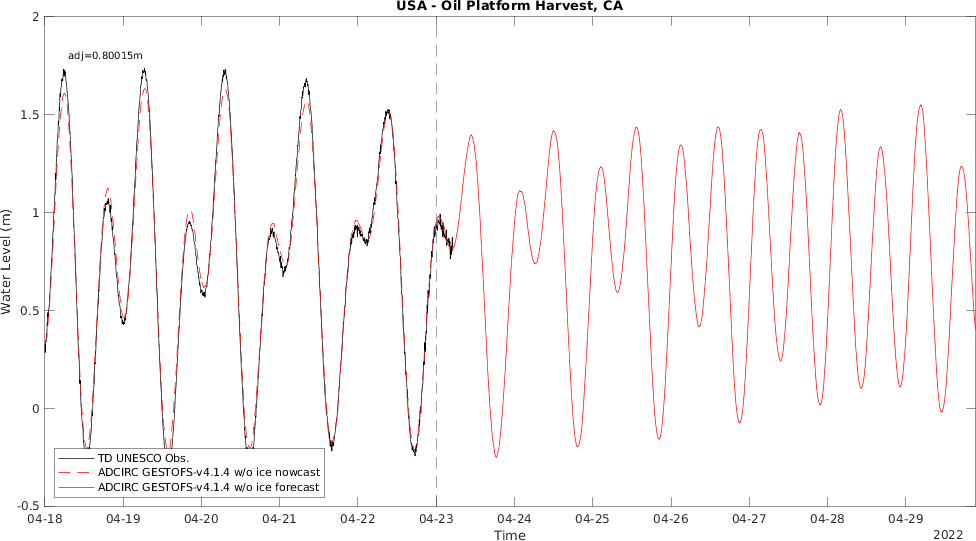 USA - Oil Platform Harvest, CA
adj=0.80015m
Water Level (m)
2
1.5
1
0.5
0
-0.5
TD UNESCO Obs.
ADCIRC GESTOFS-v4.1.4 w/o ice nowcast
ADCIRC GESTOFS-v4.1.4 w/o ice forecast
04-18 04-19 04-20 04-21 04-22 04-23 04-24 04-25 04-26 04-27 04-28 04-29
Time
2022